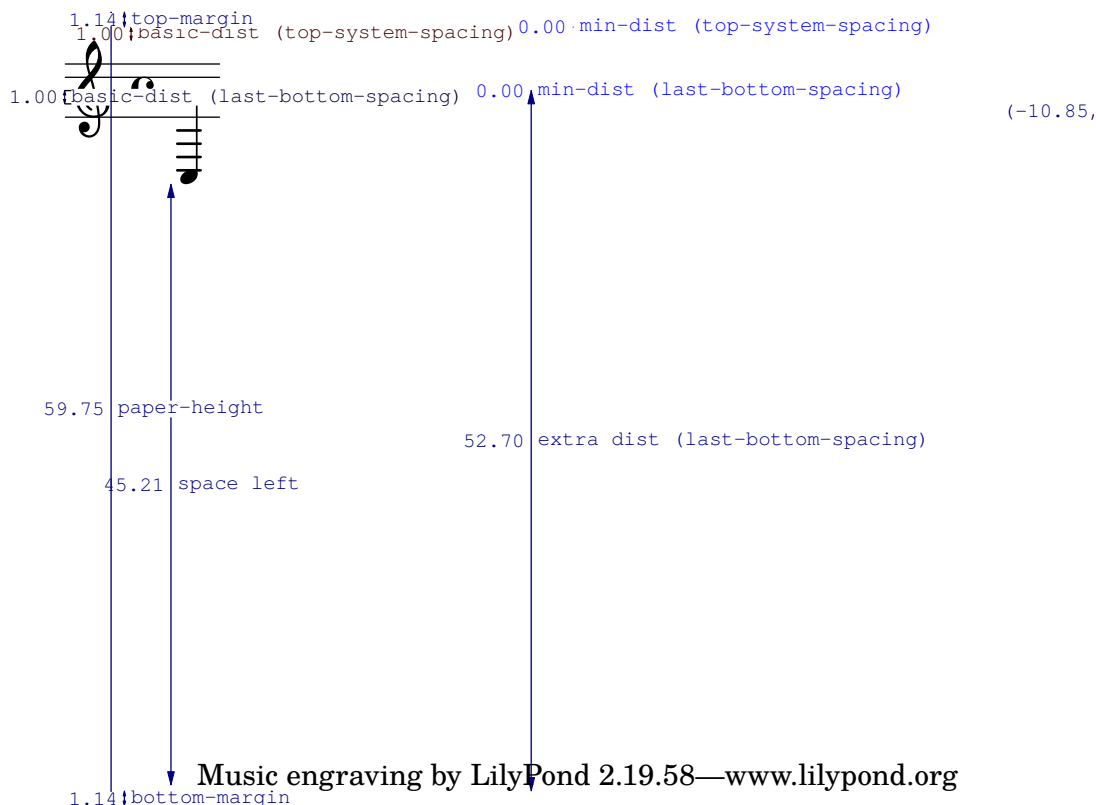 1.14 top-margin
1.00 basic-dist (top-system-spacing) 0.00 min-dist (top-system-spacing)
1.00 basic-dist (last-bottom-spacing) 0.00 min-dist (last-bottom-spacing)
(-10.85,
59.75 paper-height
52.70 extra dist (last-bottom-spacing)
45.21 space left
Music engraving by LilyPond 2.19.58—www.lilypond.org
1.14 bottom-margin